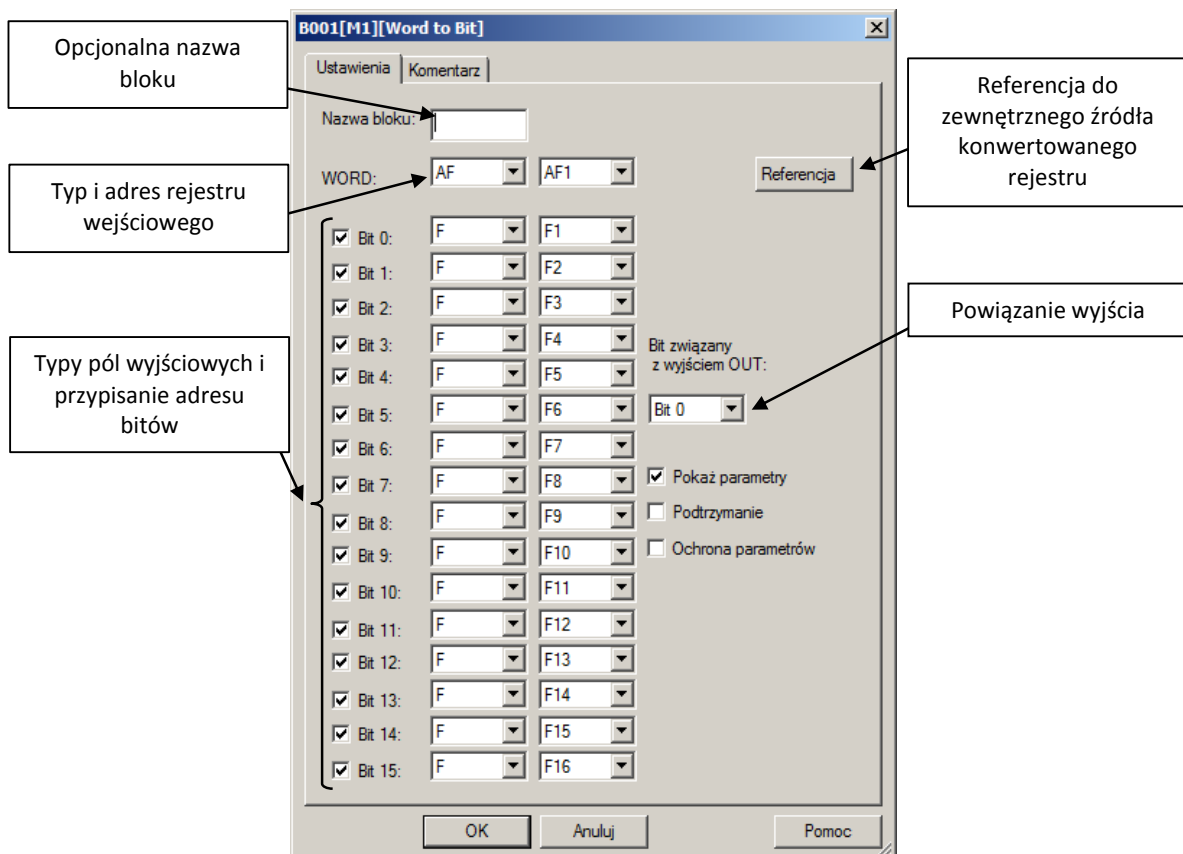 B001[M1][Word to Bit]
Opcjonalna nazwa
bloku
Ustawienia
Komentarz
Nazwa bloku:
Referencja do
zewnętrznego źródła
konwertowanego
rejestru
Typ i adres rejestru
wejściowego
WORD: AF AF1
Referencja
Bit 0: F F1
Bit 1: F F2
Bit 2: F F3
Bit 3: F F4
Bit 4: F F5
Bit 5: F F6
Bit 6: F F7
Bit 7: F F8
Bit 8: F F9
Bit 9: F F10
Bit 10: F F11
Bit 11: F F12
Bit 12: F F13
Bit 13: F F14
Bit 14: F F15
Bit 15: F F16
Typy pól wyjściowych i
przypisanie adresu
bitów
Powiązanie wyjścia
Bit związany
z wyjściem OUT:
Bit 0
Pokaż parametry
Podtrzymanie
Ochrona parametrów
OK
Anuluj
Pomoc